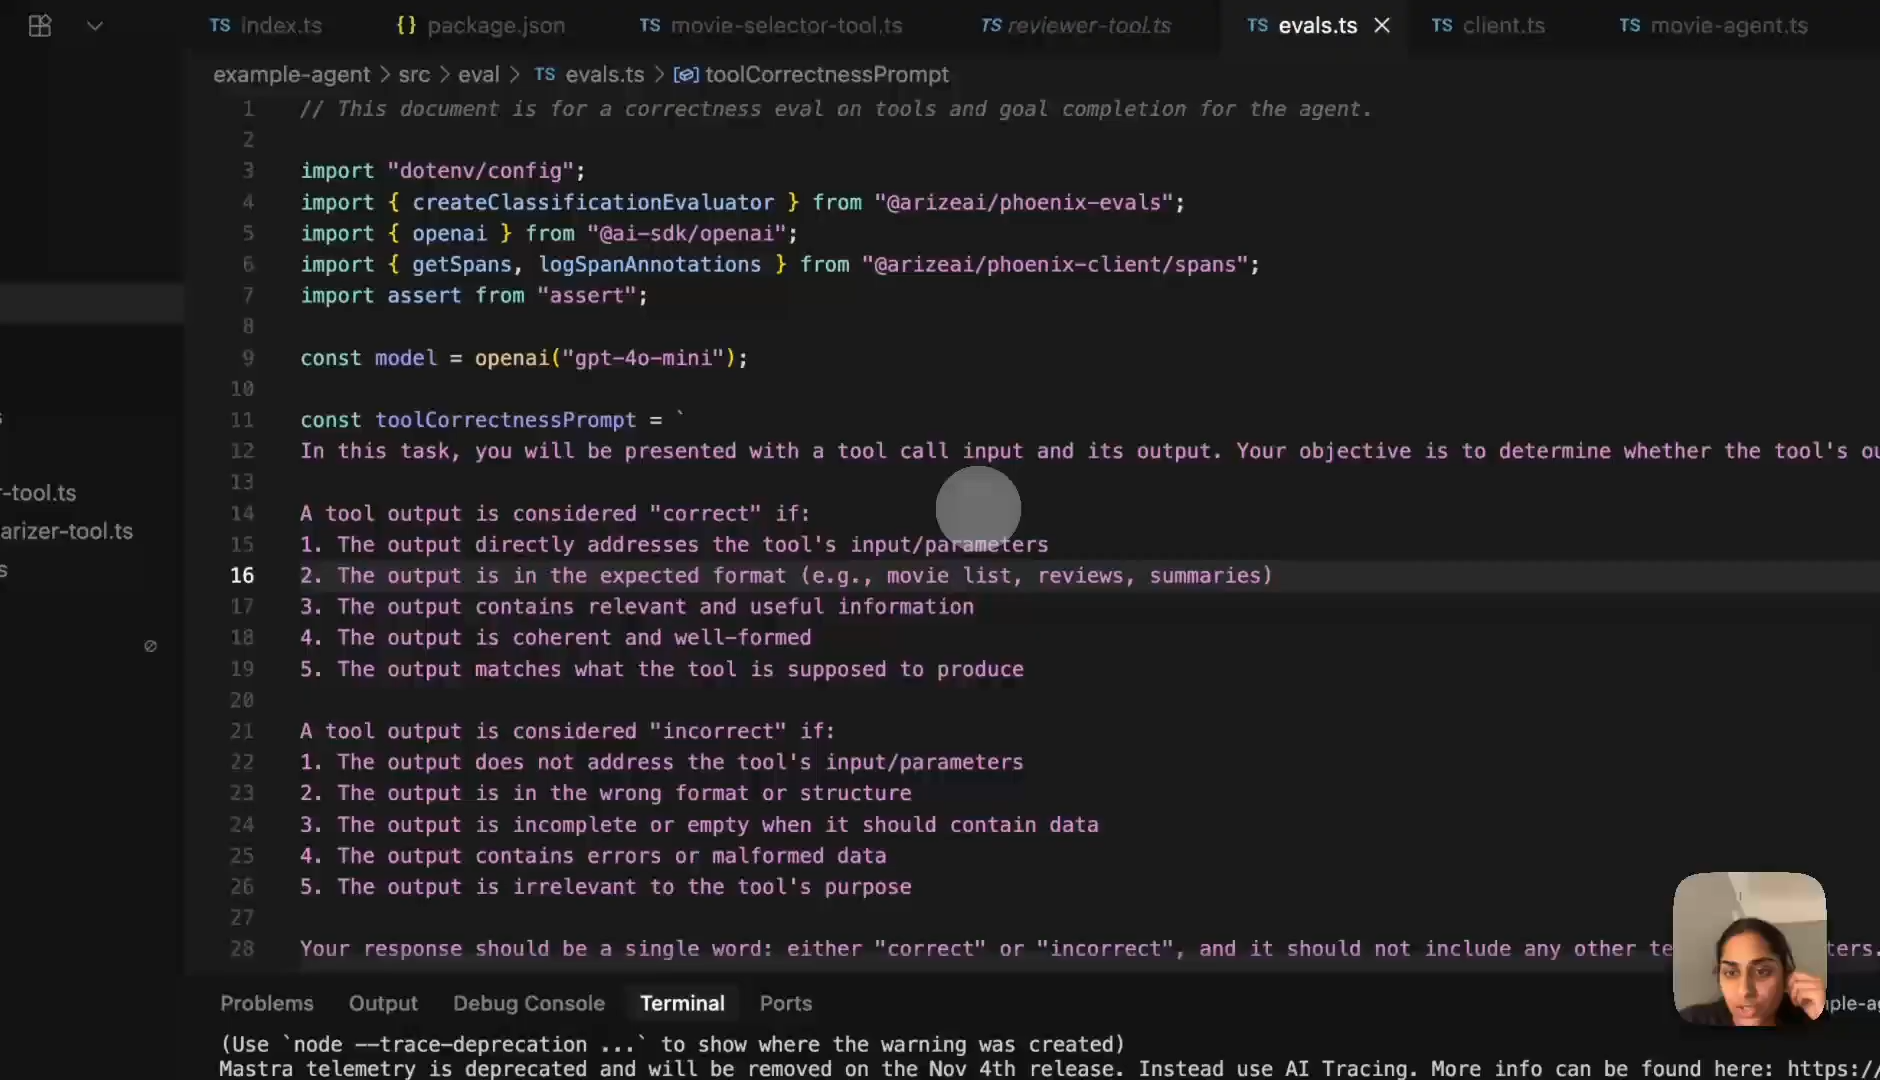 TS index.ts {} package.json TS movie-selector-tool.ts TS reviewer-tool.ts TS evals.ts TS client.ts TS movie-agent.ts
example-agent > src > eval > TS evals.ts > toolCorrectnessPrompt
1 // This document is for a correctness eval on tools and goal completion for the agent.
2
3 import "dotenv/config";
4 import { createClassificationEvaluator } from "@arizeai/phoenix-evals";
5 import { openai } from "@ai-sdk/openai";
6 import { getSpans, logSpanAnnotations } from "@arizeai/phoenix-client/spans";
7 import assert from "assert";
8
9 const model = openai("gpt-4o-mini");
10
11 const toolCorrectnessPrompt = `
12 In this task, you will be presented with a tool call input and its output. Your objective is to determine whether the tool's ou
13
-tool.ts
14 A tool output is considered "correct" if:
arizer-tool.ts
15 1. The output directly addresses the tool's input/parameters
s
16 2. The output is in the expected format (e.g., movie list, reviews, summaries)
17 3. The output contains relevant and useful information
18 4. The output is coherent and well-formed
19 5. The output matches what the tool is supposed to produce
20
21 A tool output is considered "incorrect" if:
22 1. The output does not address the tool's input/parameters
23 2. The output is in the wrong format or structure
24 3. The output is incomplete or empty when it should contain data
25 4. The output contains errors or malformed data
26 5. The output is irrelevant to the tool's purpose
27
28 Your response should be a single word: either "correct" or "incorrect", and it should not include any other te ters.
Problems Output Debug Console Terminal Ports mple-ag
(Use `node --trace-deprecation ...` to show where the warning was created)
Mastra telemetry is deprecated and will be removed on the Nov 4th release. Instead use AI Tracing. More info can be found here: https:/